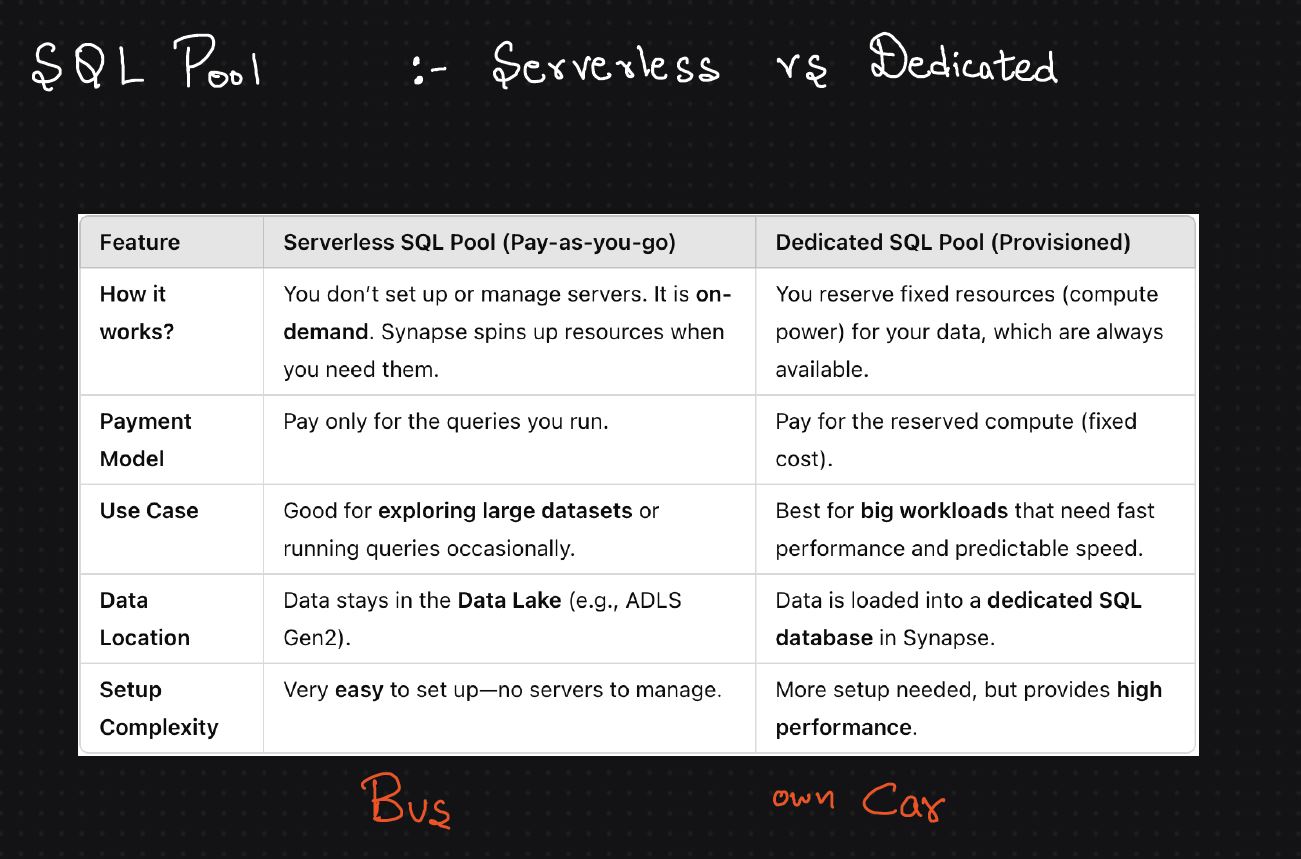 SQL Pool :- Serverless vs Dedicated
Feature Serverless SQL Pool (Pay-as-you-go) Dedicated SQL Pool (Provisioned)
How it works?
You don’t set up or manage servers. It is on-
demand. Synapse spins up resources when
you need them.
You reserve fixed resources (compute
power) for your data, which are always
available.
Payment
Model
Pay only for the queries you run.
Pay for the reserved compute (fixed
cost).
Use Case
Good for exploring large datasets or
running queries occasionally.
Best for big workloads that need fast
performance and predictable speed.
Data
Location
Data stays in the Data Lake (e.g., ADLS
Gen2).
Data is loaded into a dedicated SQL
database in Synapse.
Setup
Complexity
Very easy to set up—no servers to manage.
More setup needed, but provides high
performance.
Bus own Car